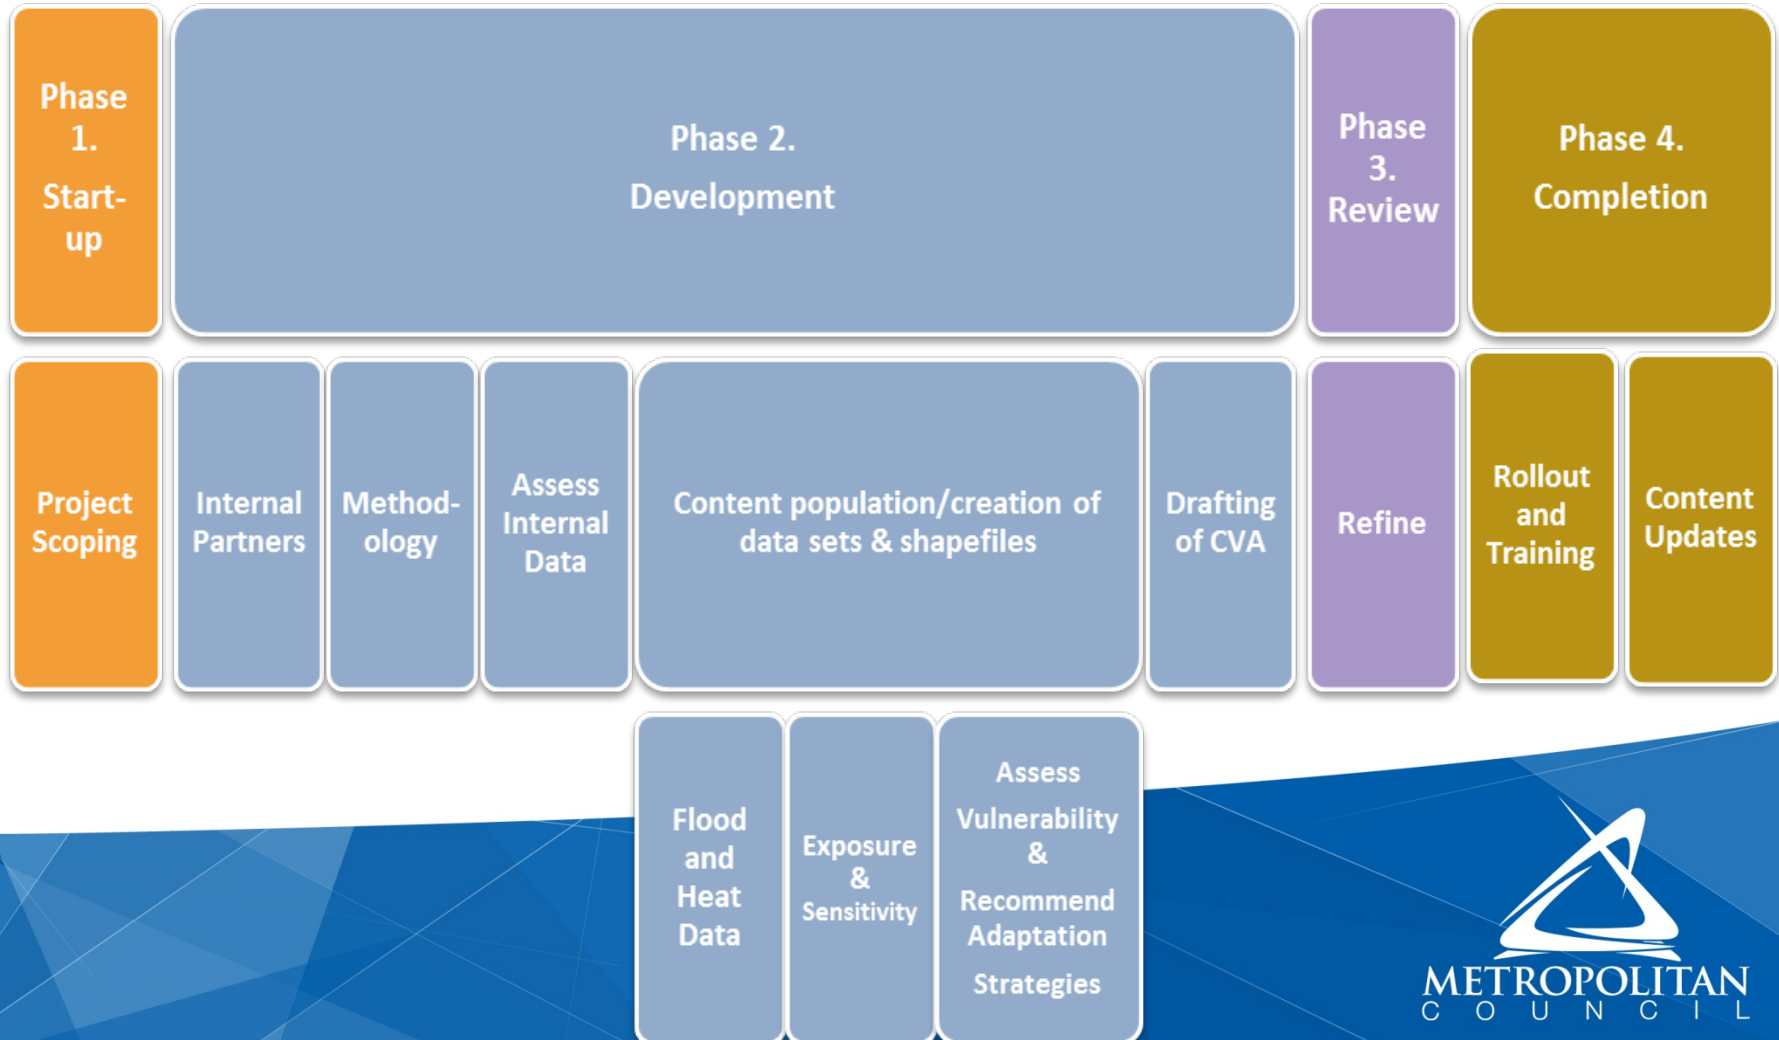 Phase
1.
Start-
up
Phase 2.
Development
Phase
3.
Review
Phase 4.
Completion
Project
Scoping
Internal
Partners
Method-
ology
Assess
Internal
Data
Content population/creation of
data sets & shapefiles
Drafting
of CVA
Refine
Rollout
and
Training
Content
Updates
Flood
and
Heat
Data
Exposure
&
Sensitivity
Assess
Vulnerability
&
Recommend
Adaptation
Strategies
METROPOLITAN
COUNCIL